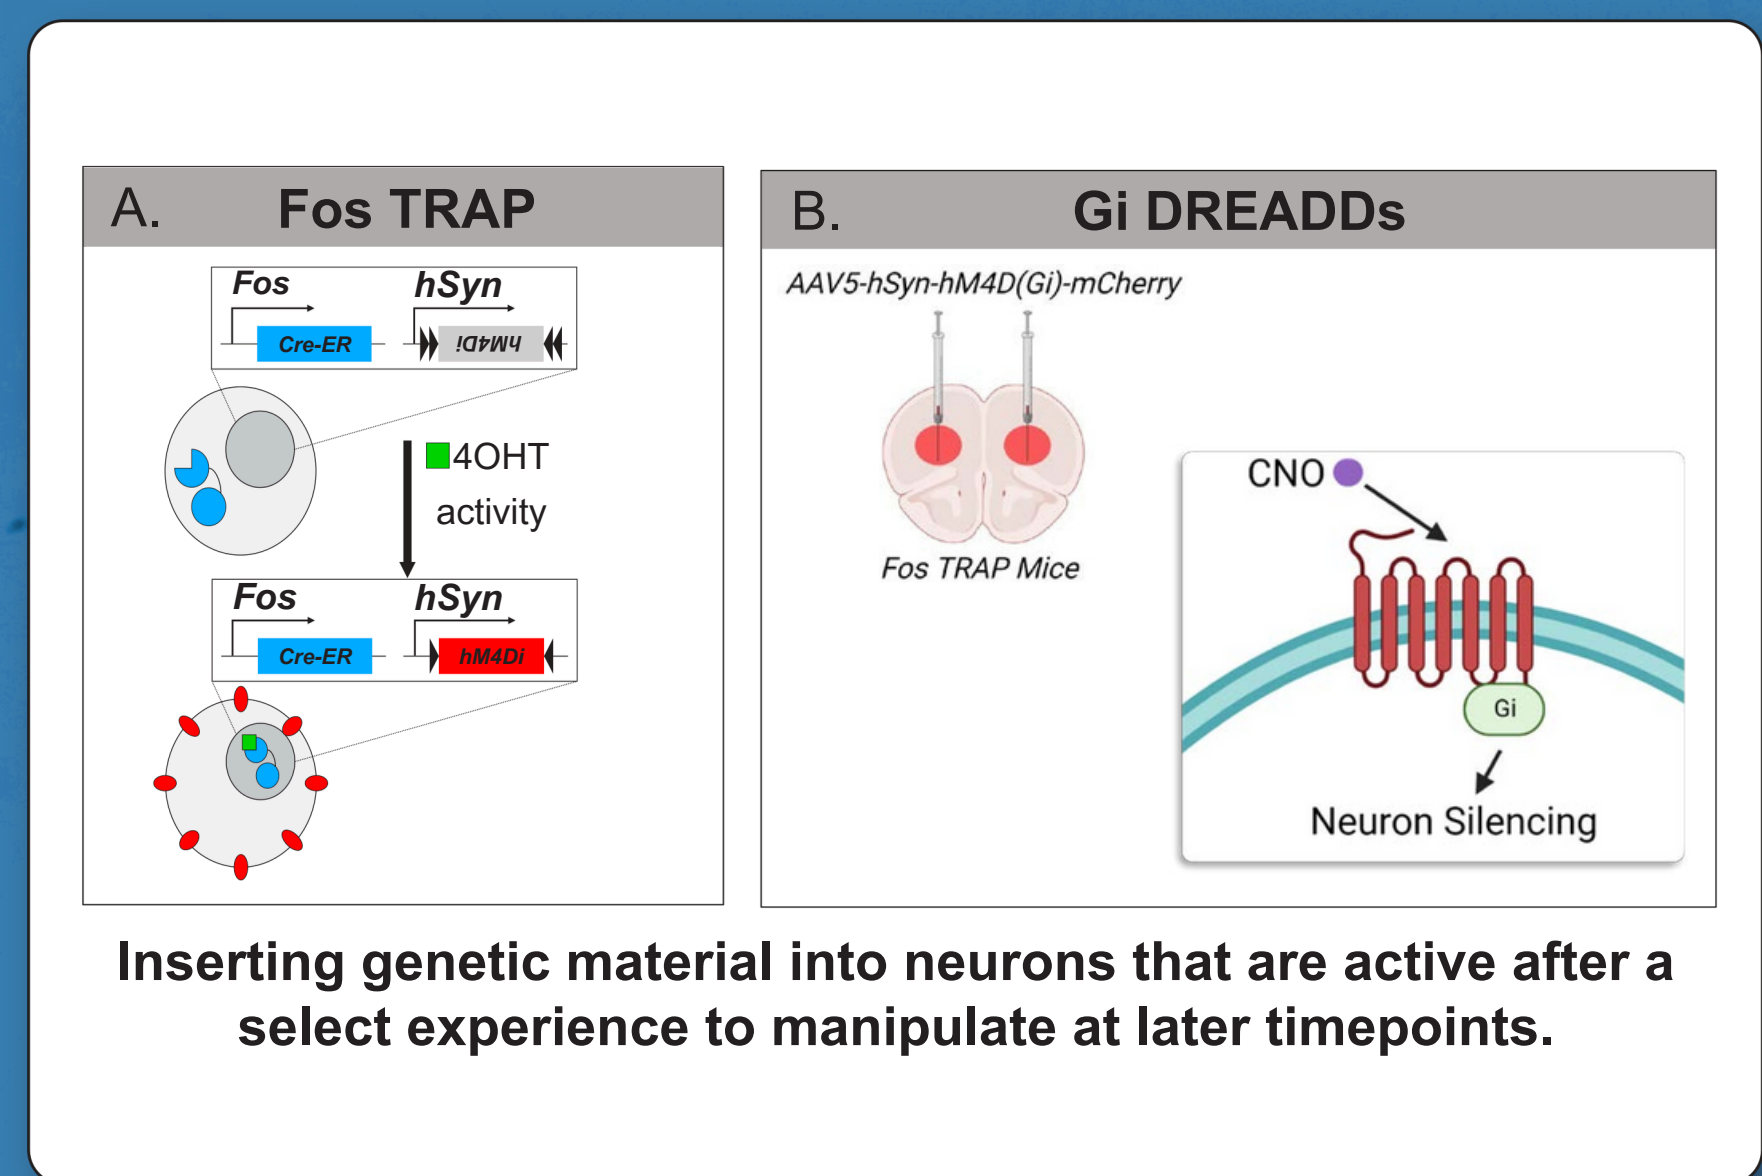 A. Fos TRAP
Fos hSyn
Cre-ER hM4Di
4OHT
activity
Fos hSyn
Cre-ER hM4Di
B. Gi DREADDs
AAV5-hSyn-hM4D(Gi)-mCherry
Fos TRAP Mice
CNO
Gi
Neuron Silencing
Inserting genetic material into neurons that are active after a
select experience to manipulate at later timepoints.